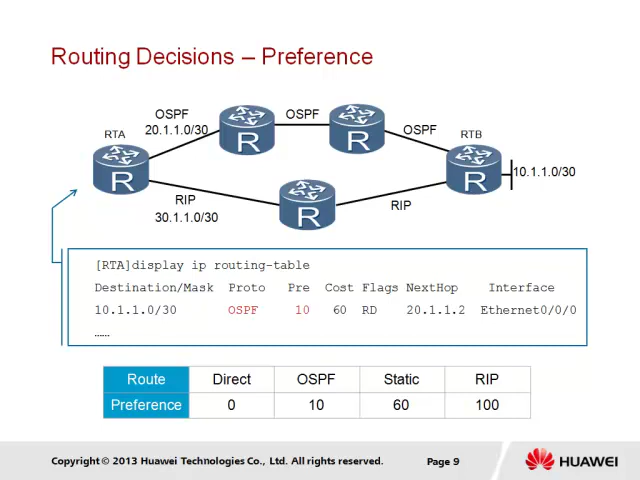 Routing Decisions – Preference
OSPF
20.1.1.0/30
OSPF
OSPF
RTA
RTB
R
R
R
R
R
10.1.1.0/30
RIP
30.1.1.0/30
RIP
[RTA]display ip routing-table
Destination/Mask Proto Pre Cost Flags NextHop Interface
10.1.1.0/30 OSPF 10 60 RD 20.1.1.2 Ethernet0/0/0
……
Route Direct OSPF Static RIP
Preference 0 10 60 100
Copyright © 2013 Huawei Technologies Co., Ltd. All rights reserved. Page 9 HUAWEI